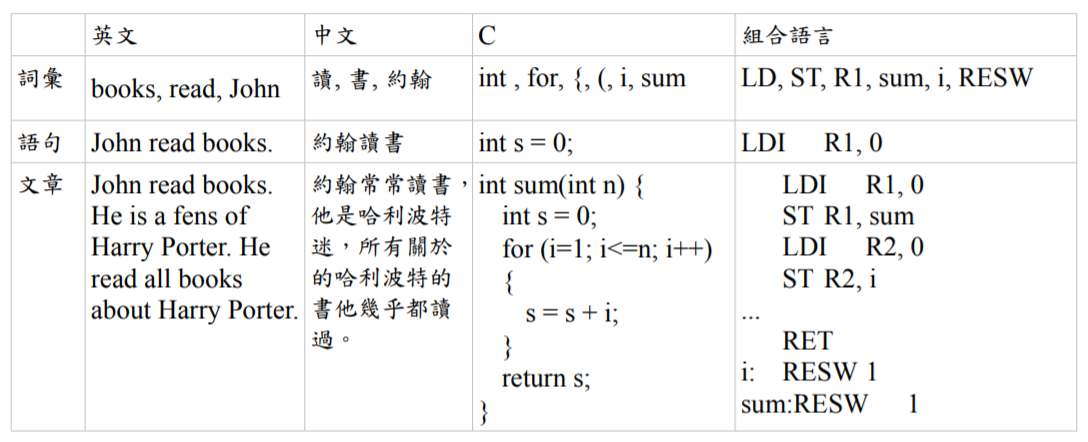 英文 中文 C 組合語言
詞彙 books, read, John 讀, 書, 約翰 int , for, {, (, i, sum LD, ST, R1, sum, i, RESW
語句 John read books. 約翰讀書 int s = 0; LDI R1, 0
文章
John read books.
He is a fens of
Harry Porter. He
read all books
about Harry Porter.
約翰常常讀書，
他是哈利波特
迷，所有關於
的哈利波特的
書他幾乎都讀
過。
int sum(int n) {
int s = 0;
for (i=1; i<=n; i++)
{
s = s + i;
}
return s;
}
LDI R1, 0
ST R1, sum
LDI R2, 0
ST R2, i
...
RET
i: RESW 1
sum:RESW 1